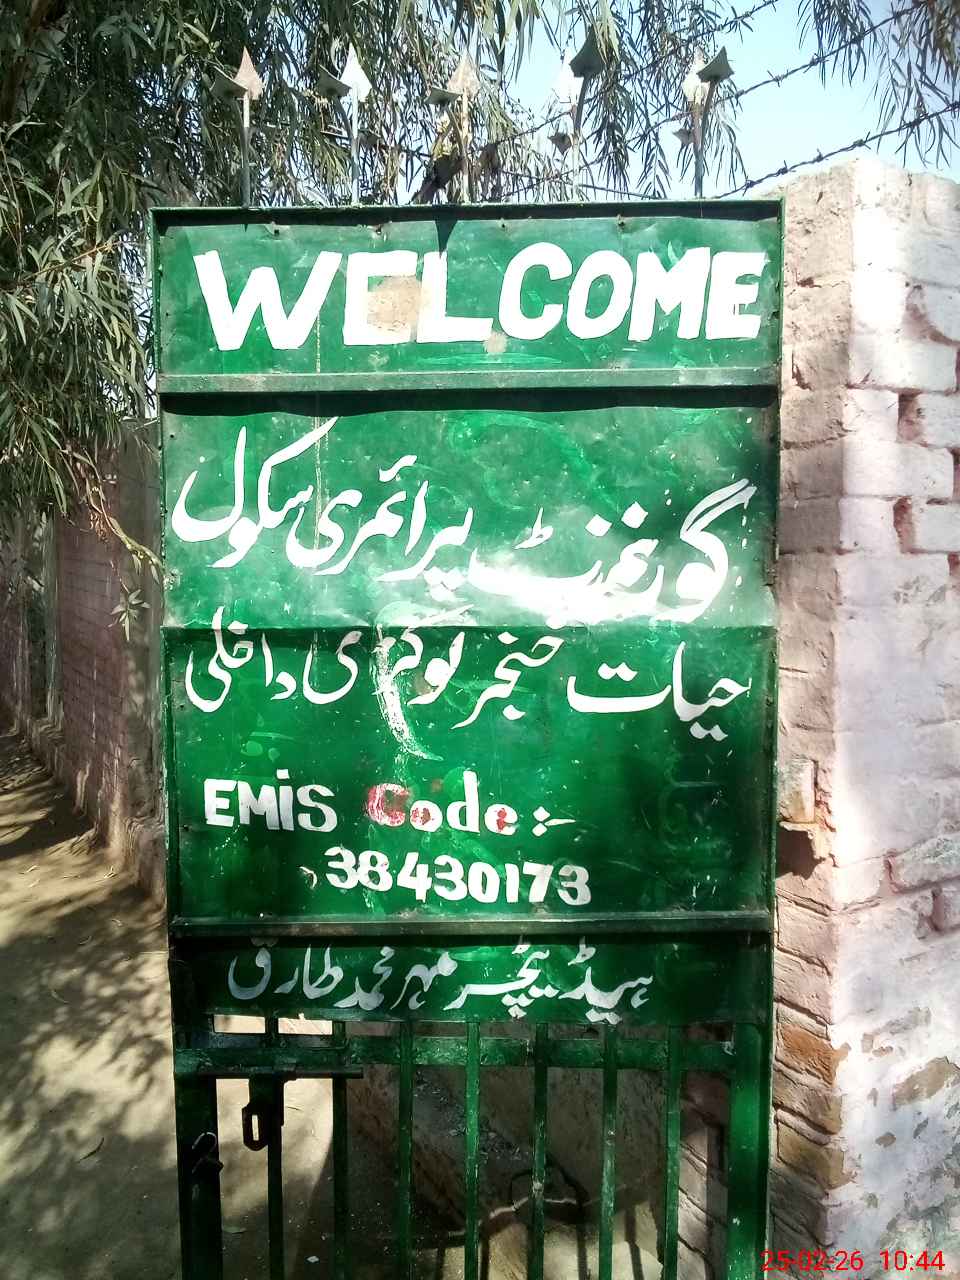 WELCOME
گورنمنٹ پرائمری سکول
حیات خنجر نوکری داخلی
EMiS Code:-
38430173
ہیڈ ٹیچر مہر محمد طارق
25-02-26 10:44